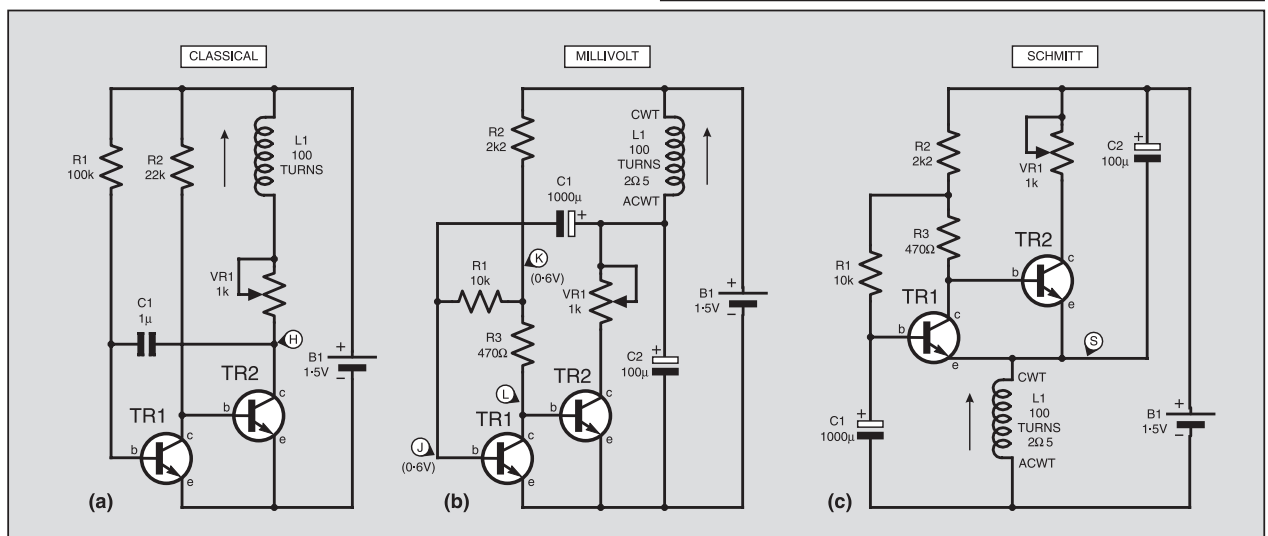 CLASSICAL
R1
100k
R2
22k
L1
100
TURNS
VR1
1k
C1
1μ
H
B1
1·5V
+
−
TR1
b
c
e
TR2
b
c
e
(a)
MILLIVOLT
R2
2k2
CWT
L1
100
TURNS
2Ω5
ACWT
C1
1000μ
+
K
(0·6V)
R1
10k
VR1
1k
R3
470Ω
B1
1·5V
+
−
C2
100μ
+
L
TR2
b
c
e
TR1
b
c
e
J
(0·6V)
(b)
SCHMITT
R2
2k2
VR1
1k
C2
100μ
+
R3
470Ω
TR2
b
c
e
R1
10k
TR1
b
c
e
S
CWT
L1
100
TURNS
2Ω5
ACWT
C1
1000μ
+
B1
1·5V
+
−
(c)